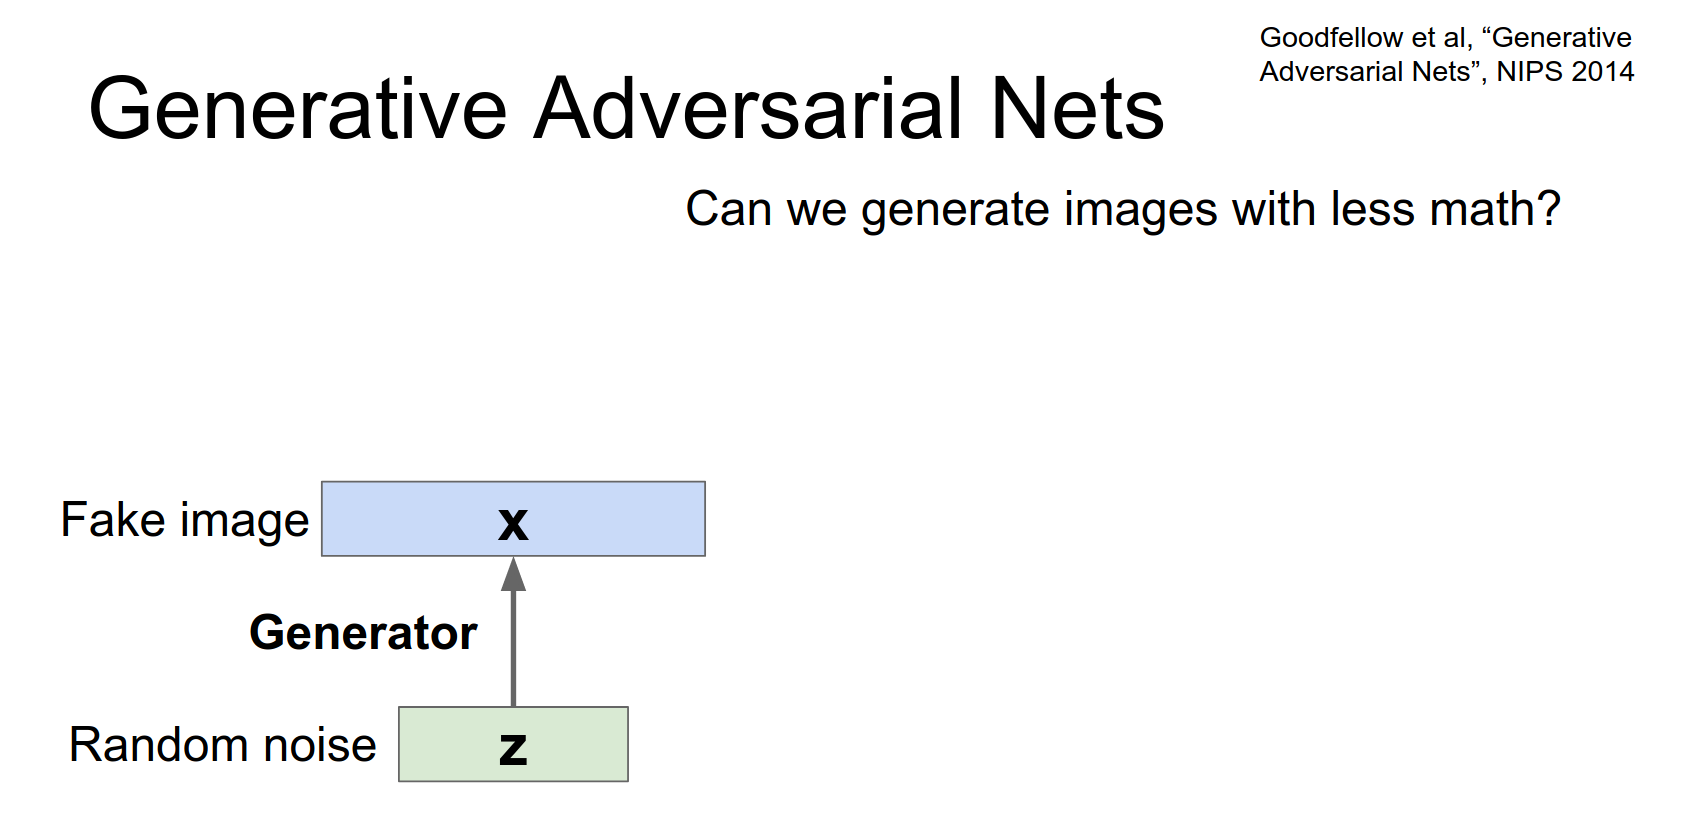 Goodfellow et al, “Generative
Adversarial Nets”, NIPS 2014
Generative Adversarial Nets
Can we generate images with less math?
Fake image
x
Generator
Random noise
z